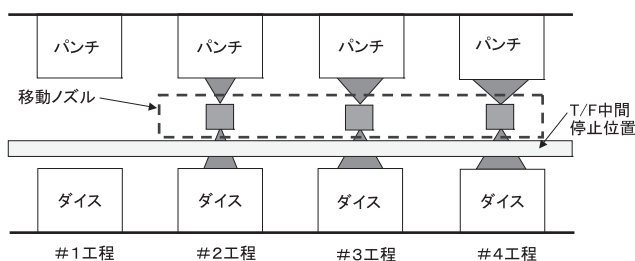 パンチ
パンチ
パンチ
パンチ
移動ノズル
T/F中間
停止位置
ダイス
ダイス
ダイス
ダイス
#1工程
#2工程
#3工程
#4工程